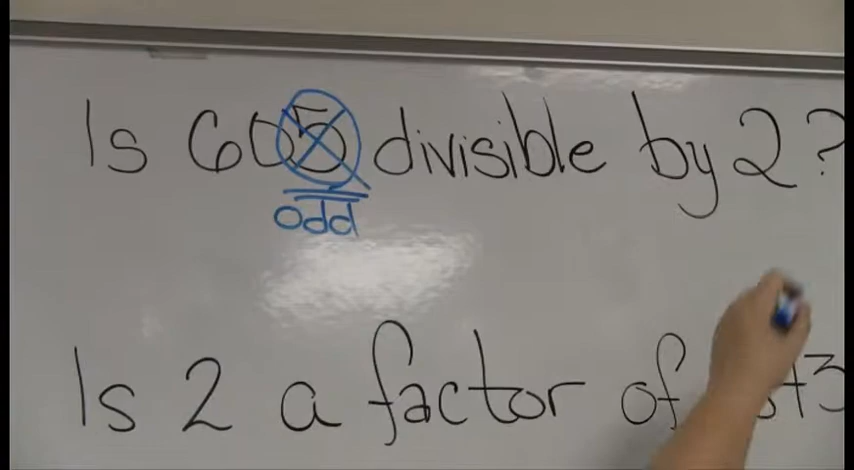 Is 605 divisible by 2?
odd
Is 2 a factor of